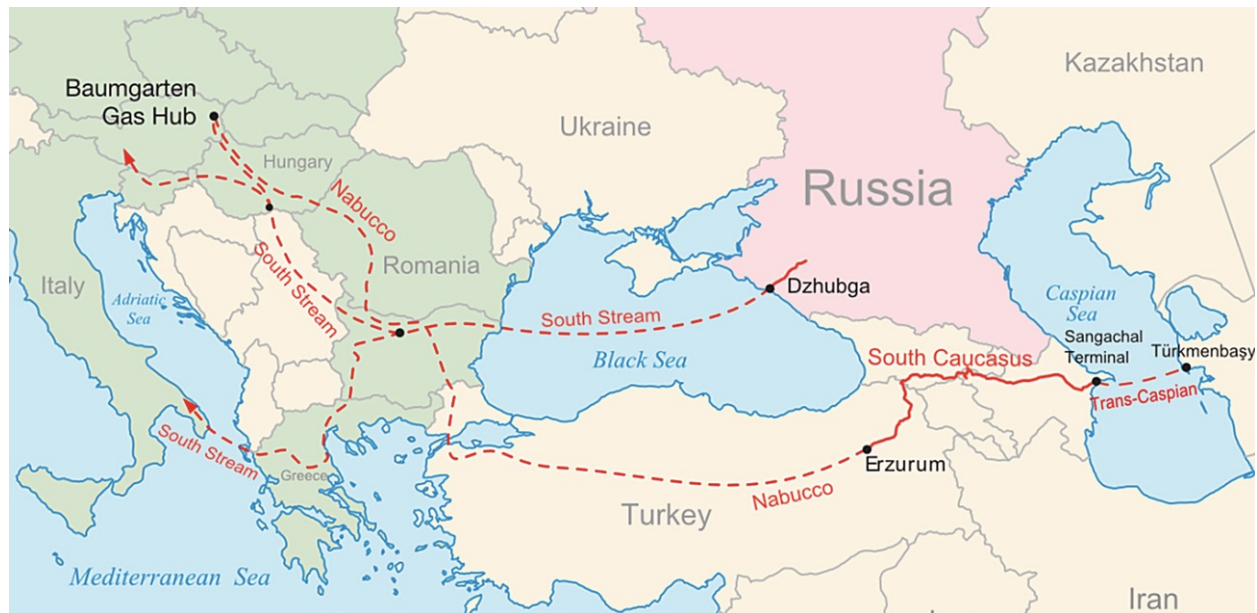 Baumgarten
Gas Hub
Kazakhstan
Ukraine
Hungary
Russia
Nabucco
South Stream
Romania
Italy
Adriatic
Sea
Dzhubga
Caspian
Sea
South Stream
Sangachal
Terminal
Türkmenbaşy
Black Sea
South Caucasus
Trans-Caspian
South Stream
Greece
Erzurum
Nabucco
Turkey
Mediterranean Sea
Iran